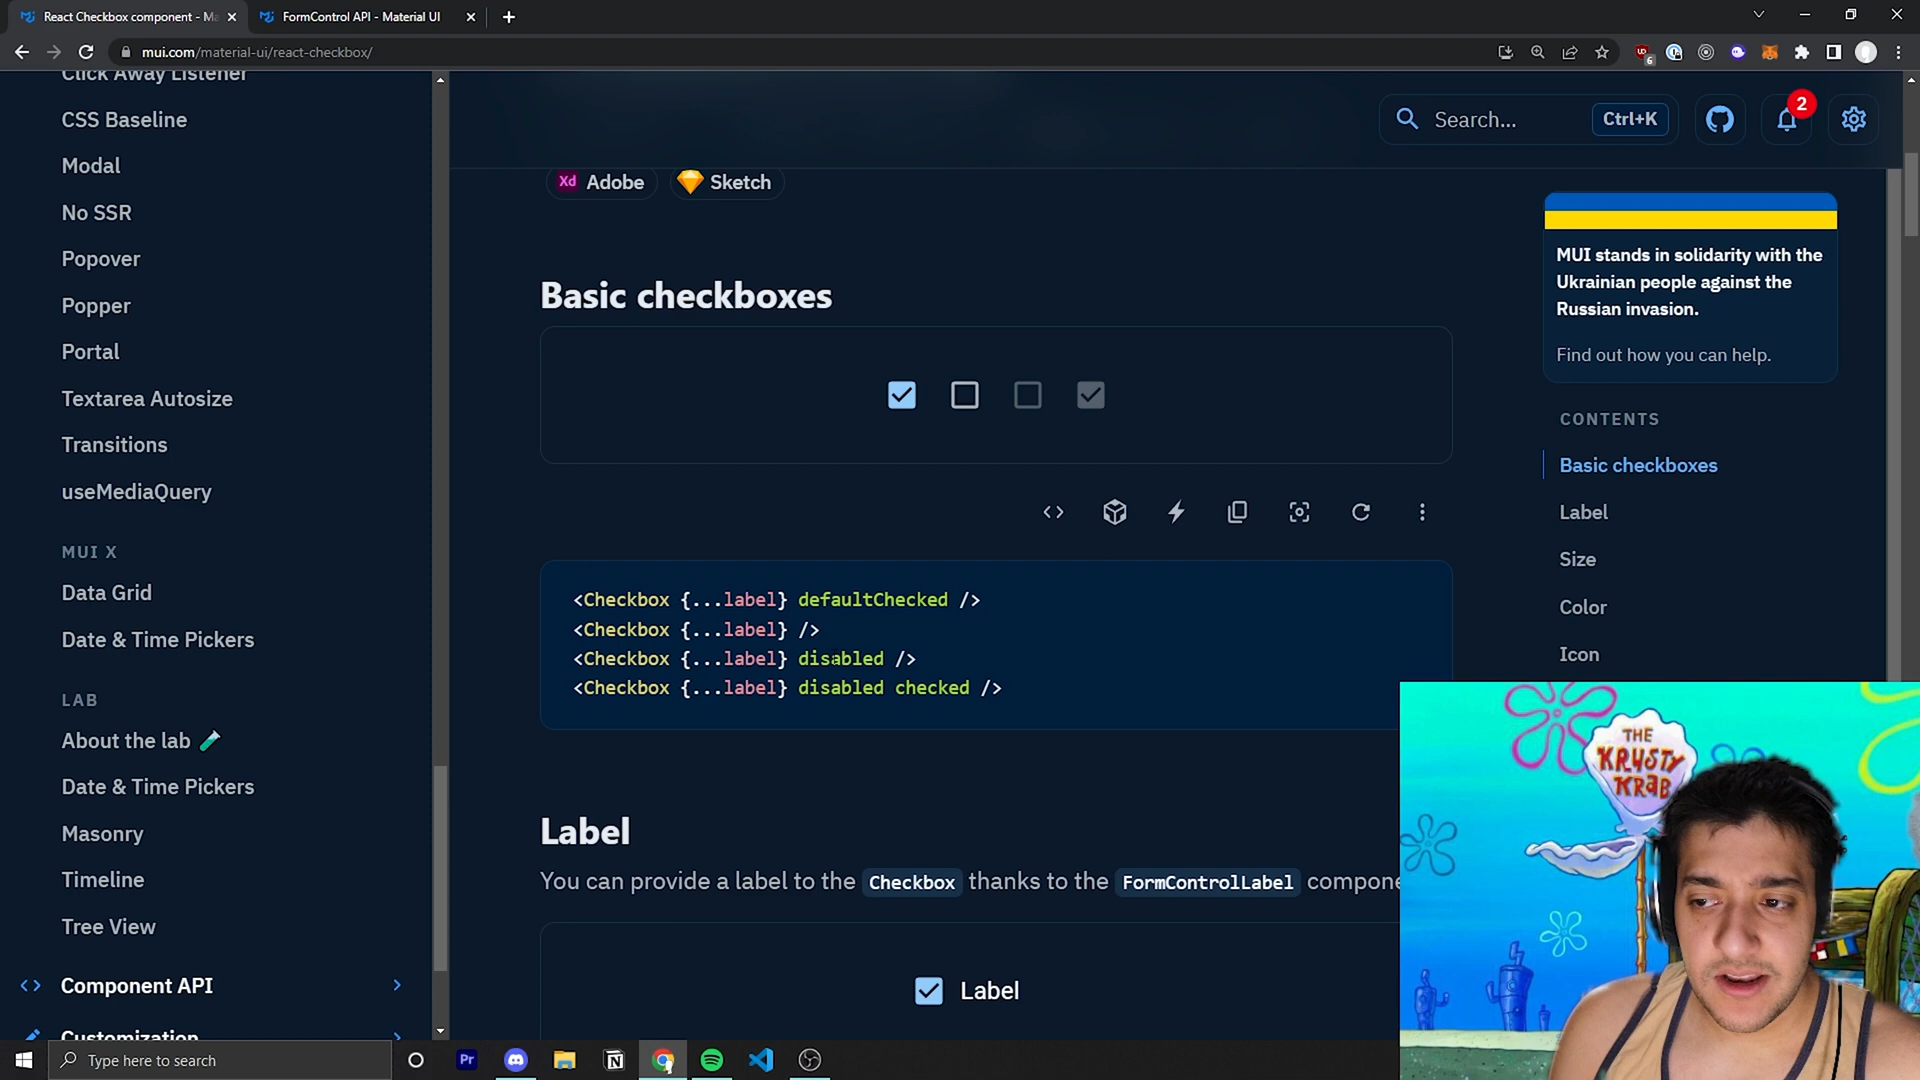 React Checkbox component - Ma
FormControl API - Material UI
mui.com/material-ui/react-checkbox/
6
Click Away Listener
CSS Baseline
Modal
No SSR
Popover
Popper
Portal
Textarea Autosize
Transitions
useMediaQuery
MUI X
Data Grid
Date & Time Pickers
LAB
About the lab
Date & Time Pickers
Masonry
Timeline
Tree View
Component API
Customization
Search...
Ctrl+K
2
Xd Adobe
Sketch
Basic checkboxes
<Checkbox {...label} defaultChecked />
<Checkbox {...label} />
<Checkbox {...label} disabled />
<Checkbox {...label} disabled checked />
Label
You can provide a label to the Checkbox thanks to the FormControlLabel compone
Label
MUI stands in solidarity with the
Ukrainian people against the
Russian invasion.
Find out how you can help.
CONTENTS
Basic checkboxes
Label
Size
Color
Icon
THE
KRUSTY
KRAB
Type here to search
Pr